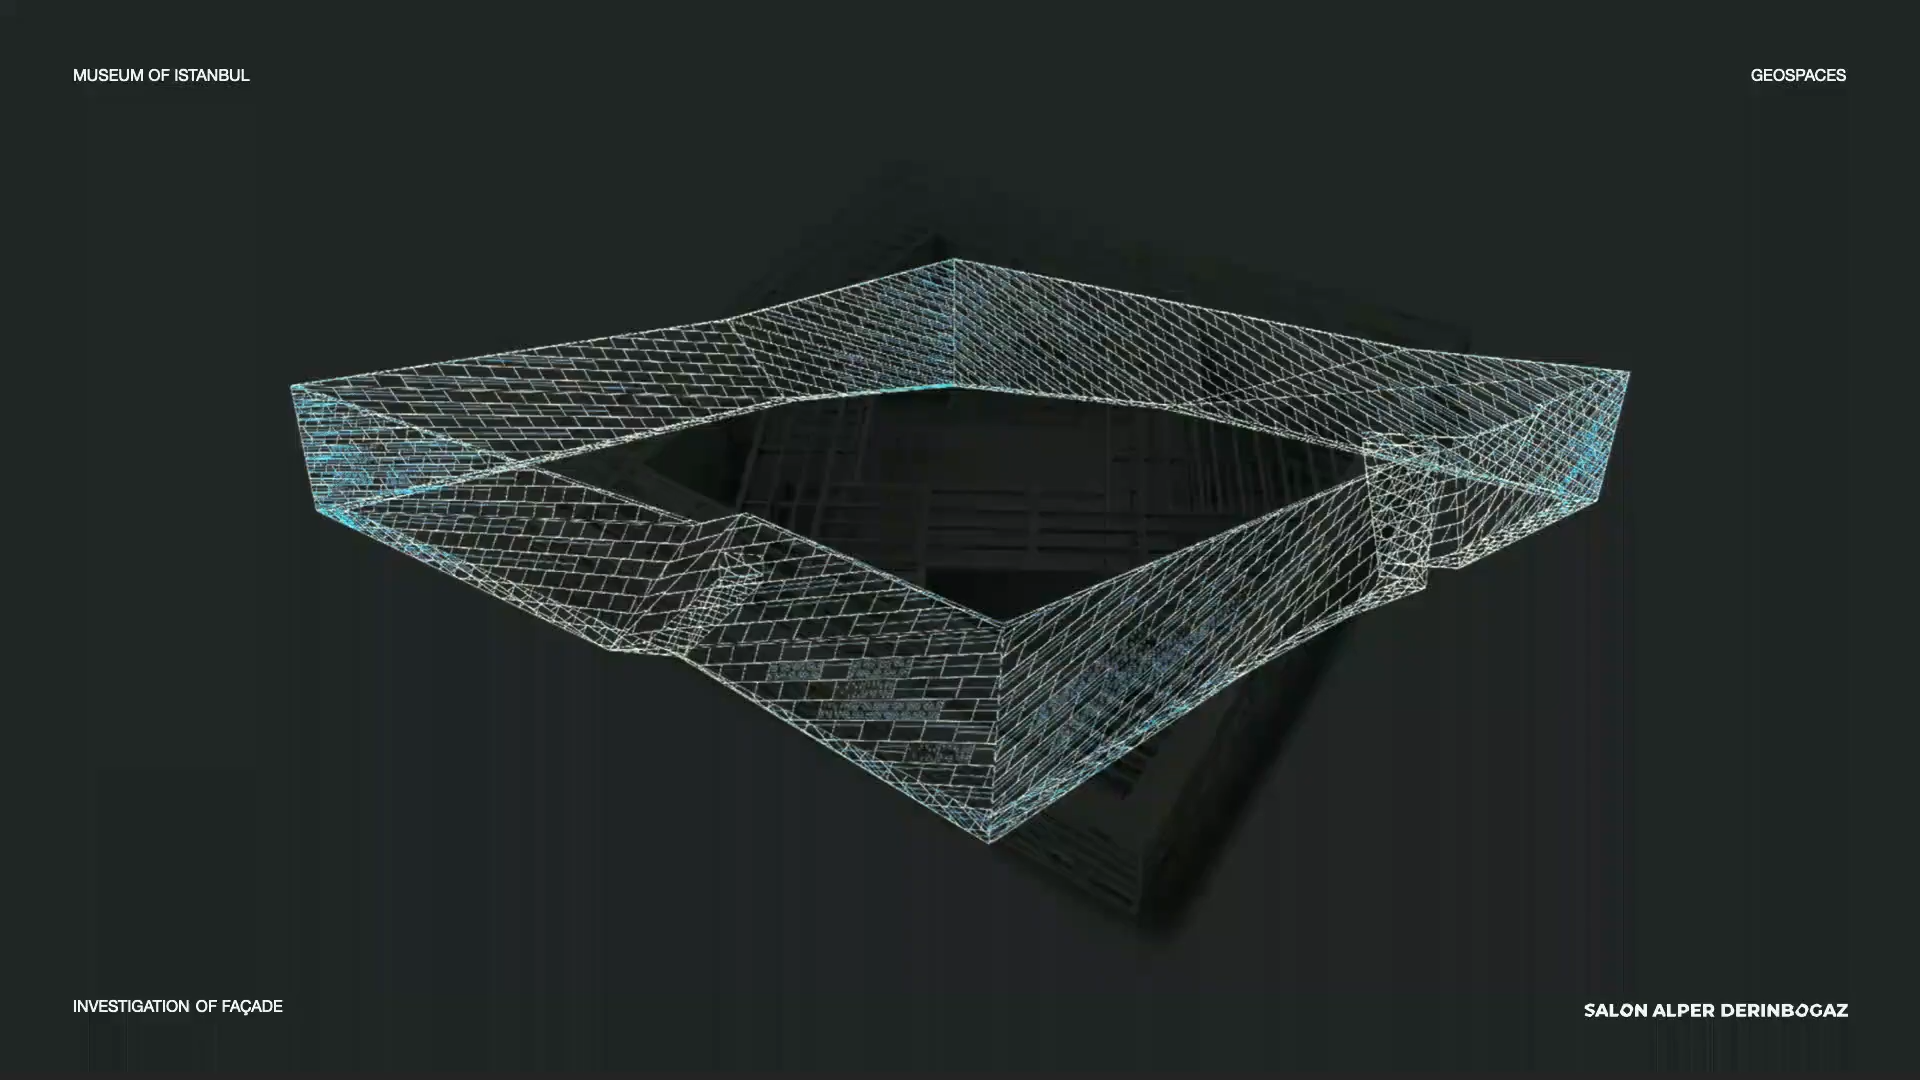 MUSEUM OF ISTANBUL
GEOSPACES
INVESTIGATION OF FAÇADE
SALON ALPER DERINBOGAZ